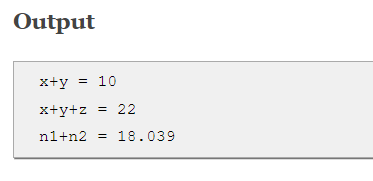 Output
x+y = 10
x+y+z = 22
n1+n2 = 18.039